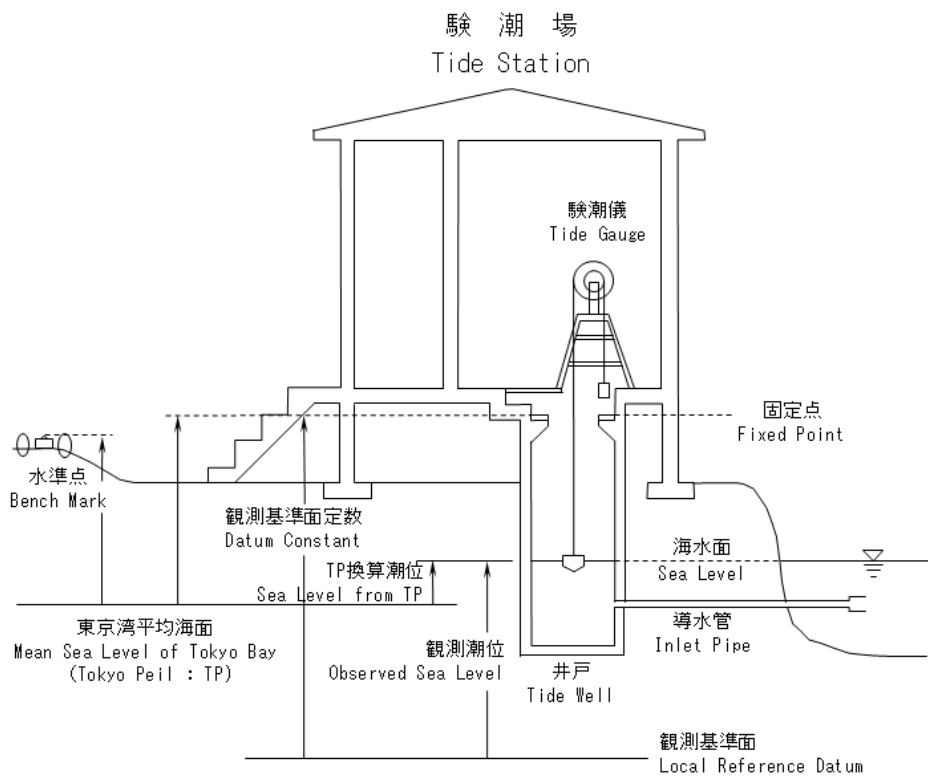 験 潮 場
Tide Station
験潮儀
Tide Gauge
固定点
Fixed Point
水準点
Bench Mark
観測基準面定数
Datum Constant
海水面
Sea Level
TP換算潮位
Sea Level from TP
東京湾平均海面
Mean Sea Level of Tokyo Bay
(Tokyo Peil : TP)
観測潮位
Observed Sea Level
導水管
Inlet Pipe
井戸
Tide Well
観測基準面
Local Reference Datum